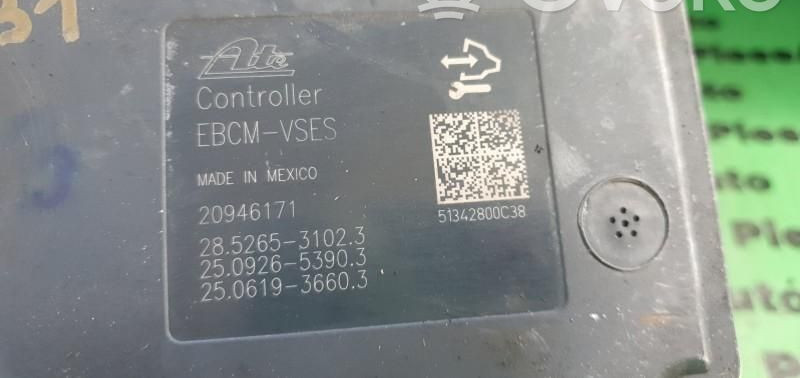 31
Ate
Controller
EBCM-VSES
MADE IN MEXICO
20946171
28.5265-3102.3
25.0926-5390.3
25.0619-3660.3
51342800C38